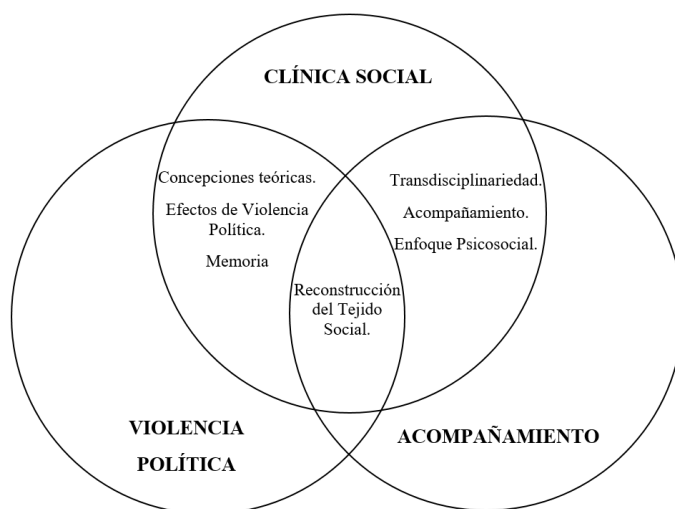 CLÍNICA SOCIAL
Concepciones teóricas.
Efectos de Violencia
Política.
Memoria
Transdisciplinariedad.
Acompañamiento.
Enfoque Psicosocial.
Reconstrucción
del Tejido
Social.
VIOLENCIA
POLÍTICA
ACOMPAÑAMIENTO